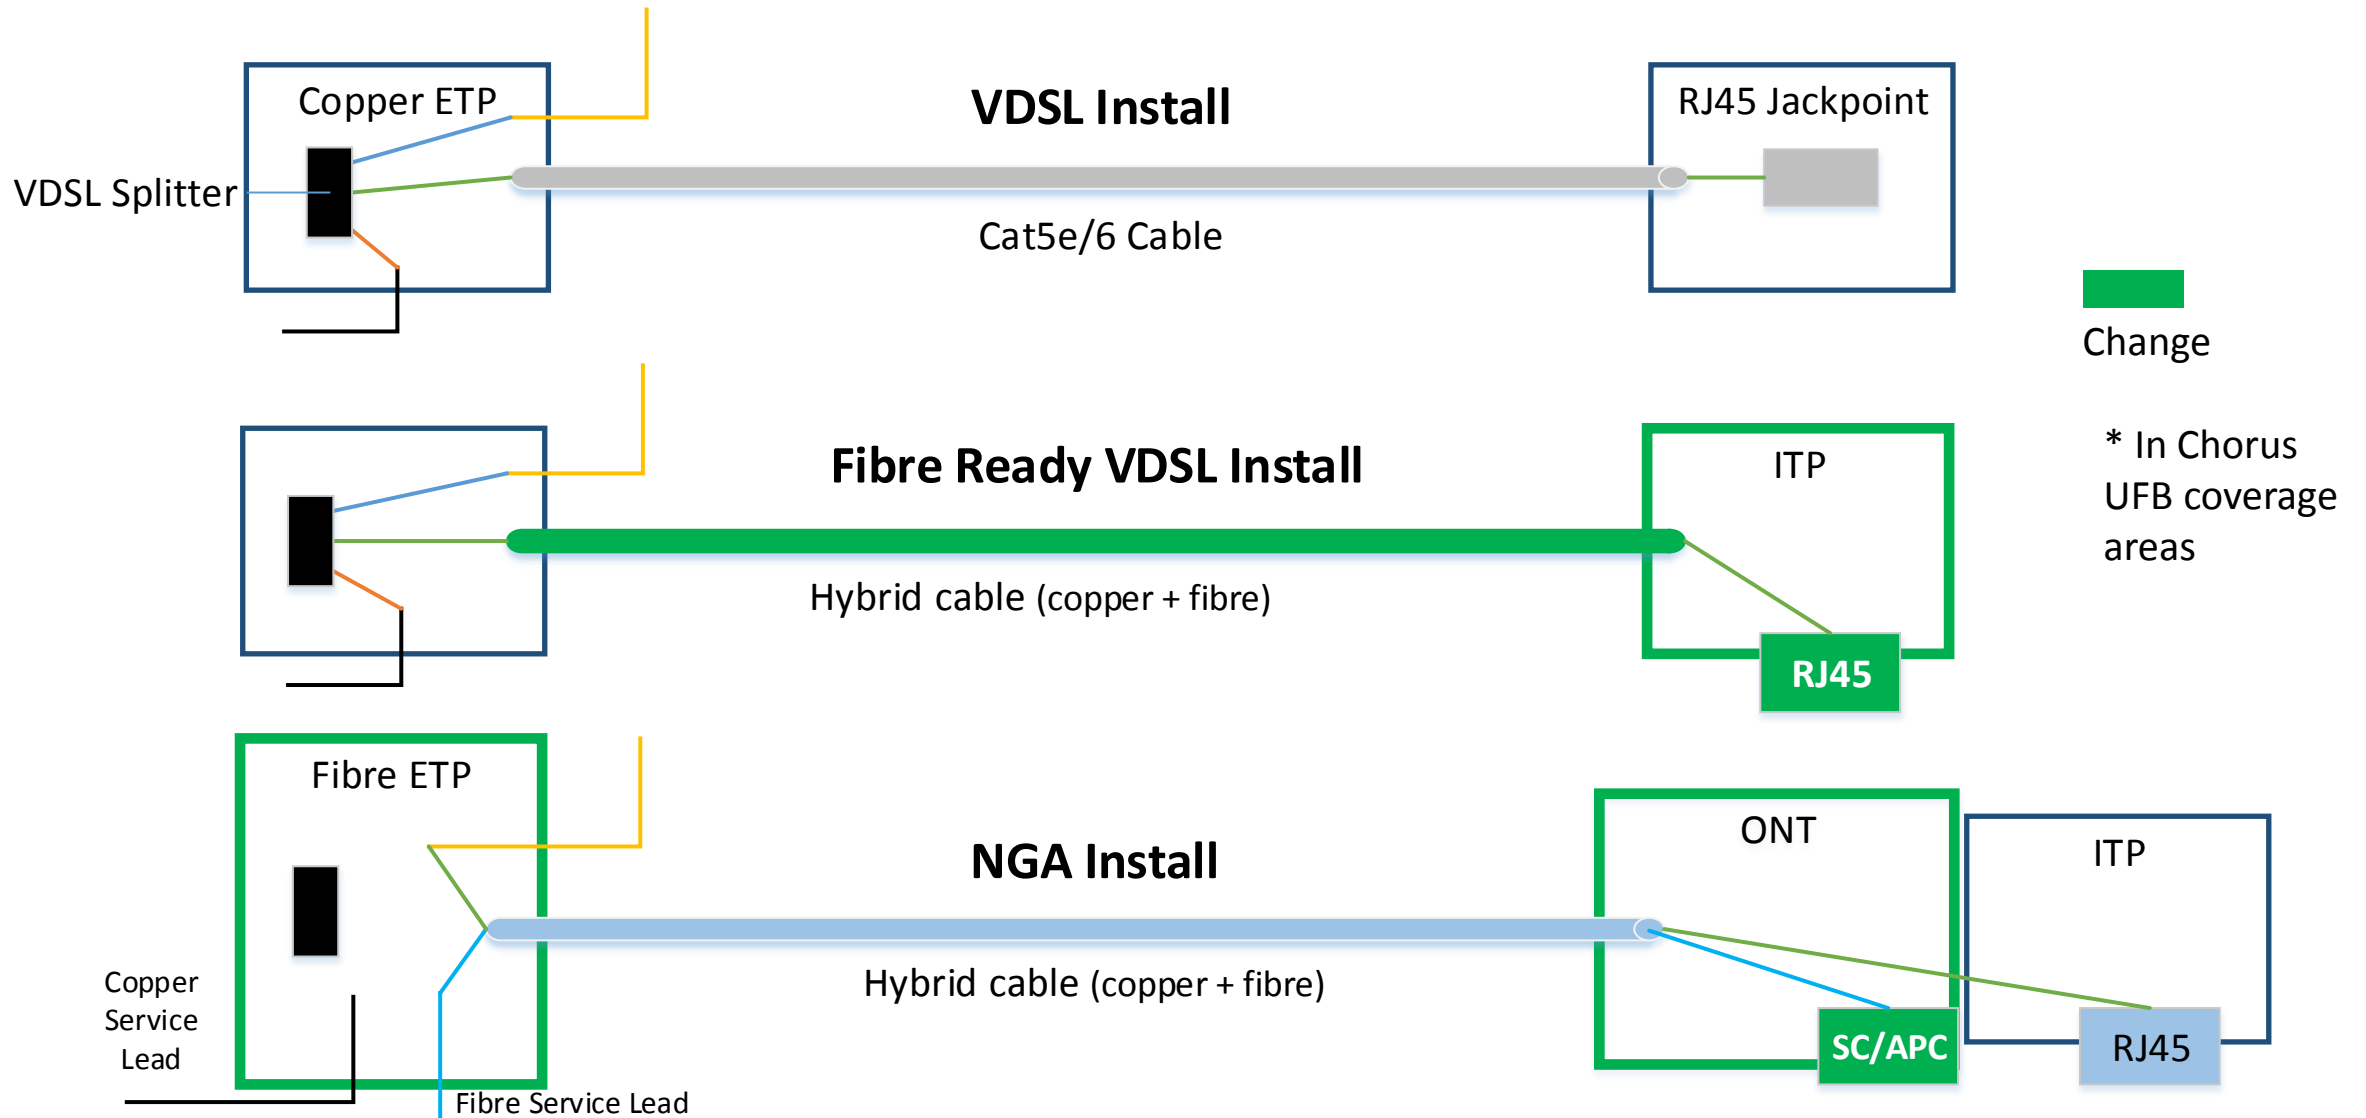 Copper ETP
VDSL Install
RJ45 Jackpoint
VDSL Splitter
Cat5e/6 Cable
Change
Fibre Ready VDSL Install
ITP
* In Chorus
UFB coverage
areas
Hybrid cable (copper + fibre)
RJ45
Fibre ETP
NGA Install
ONT
ITP
Copper
Service
Lead
Hybrid cable (copper + fibre)
SC/APC
RJ45
Fibre Service Lead